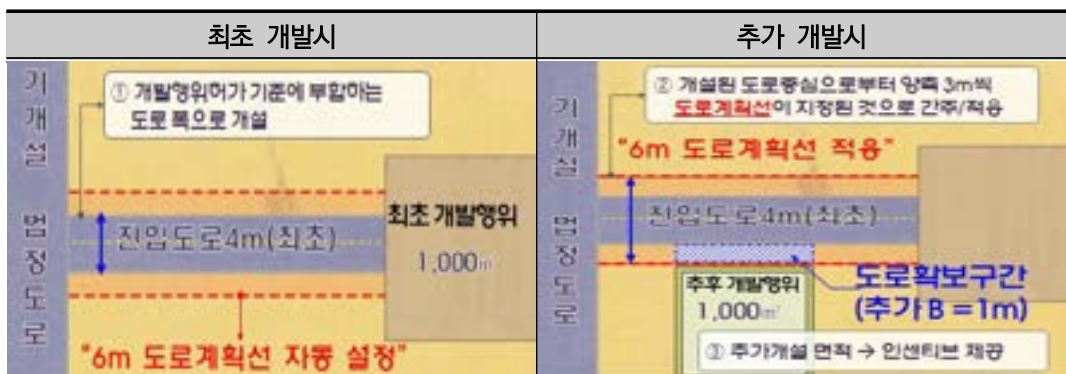 최초 개발시
추가 개발시
기개설 법정도로
① 개발행위허가 기준에 부합하는
도로 폭으로 개설
진입도로4m(최초)
최초개발행위
1,000㎡
"6m 도로계획선 자동 설정"
기개설 법정도로
② 개설된 도로중심으로부터 양측 3m씩
도로계획선이 지정된 것으로 간주/적용
"6m 도로계획선 적용"
진입도로4m(최초)
도로확보구간
(추가 B = 1m)
추후개발행위
1,000㎡
③ 추가개설 면적 → 인센티브 제공